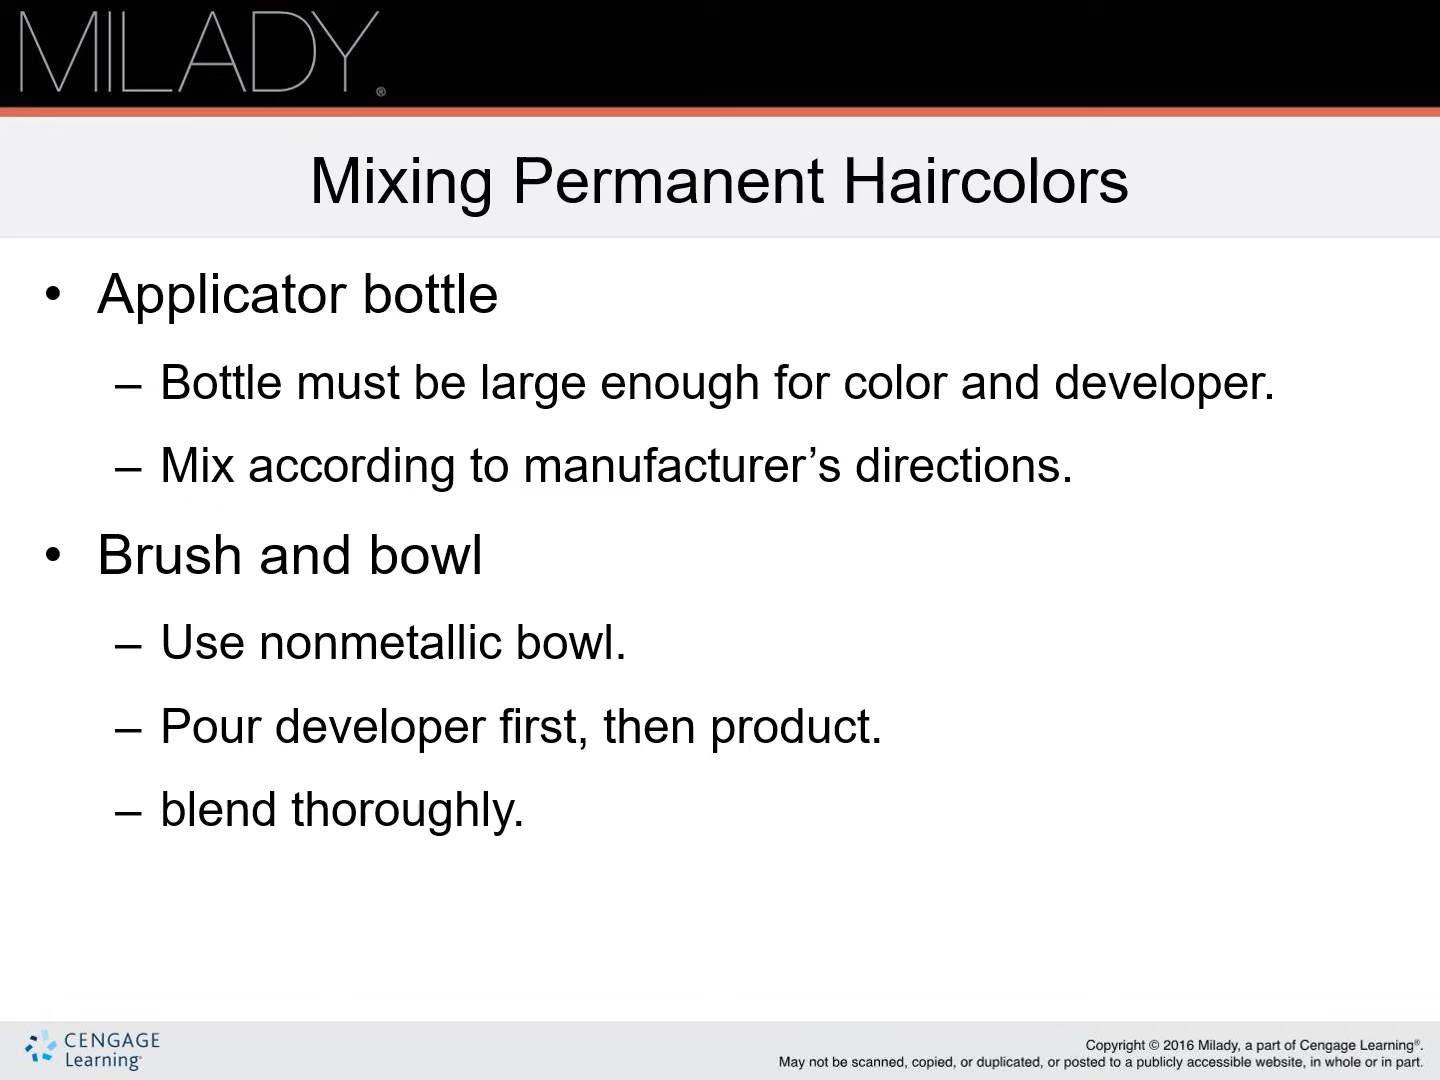 MILADY®
Mixing Permanent Haircolors
• Applicator bottle
– Bottle must be large enough for color and developer.
– Mix according to manufacturer’s directions.
• Brush and bowl
– Use nonmetallic bowl.
– Pour developer first, then product.
– blend thoroughly.
CENGAGE
Learning®
Copyright © 2016 Milady, a part of Cengage Learning®.
May not be scanned, copied, or duplicated, or posted to a publicly accessible website, in whole or in part.